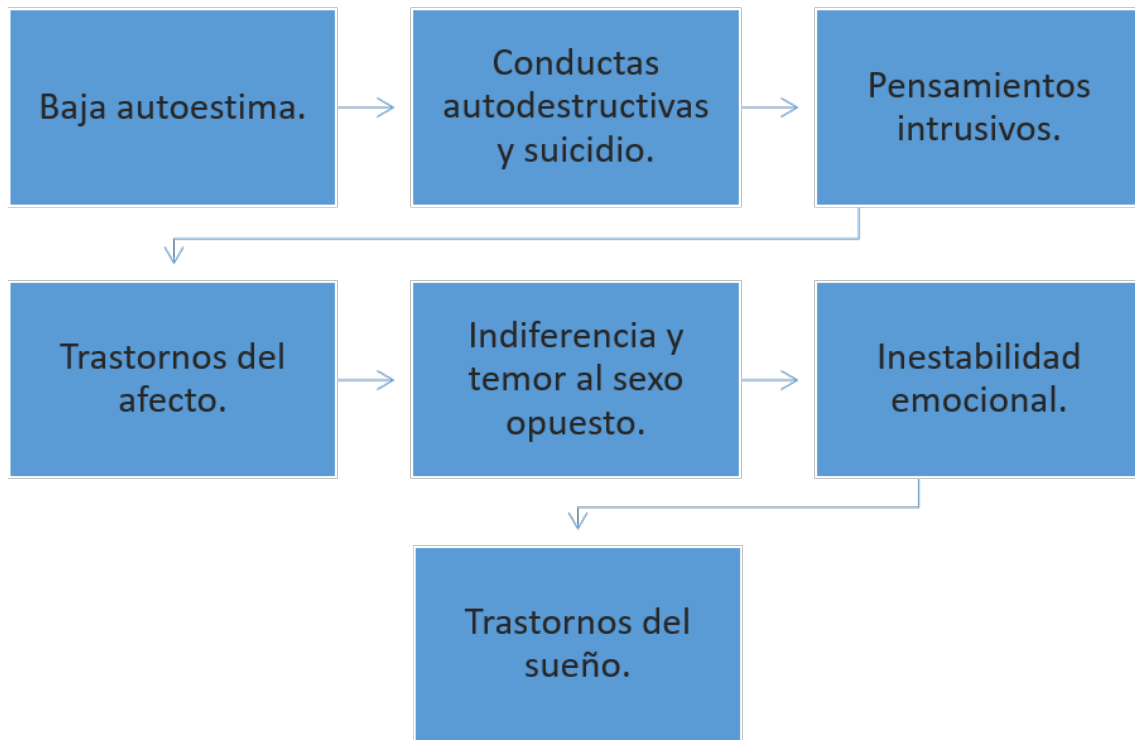 Baja autoestima.
Conductas
autodestructivas
y suicidio.
Pensamientos
intrusivos.
Trastornos del
afecto.
Indiferencia y
temor al sexo
opuesto.
Inestabilidad
emocional.
Trastornos del
sueño.